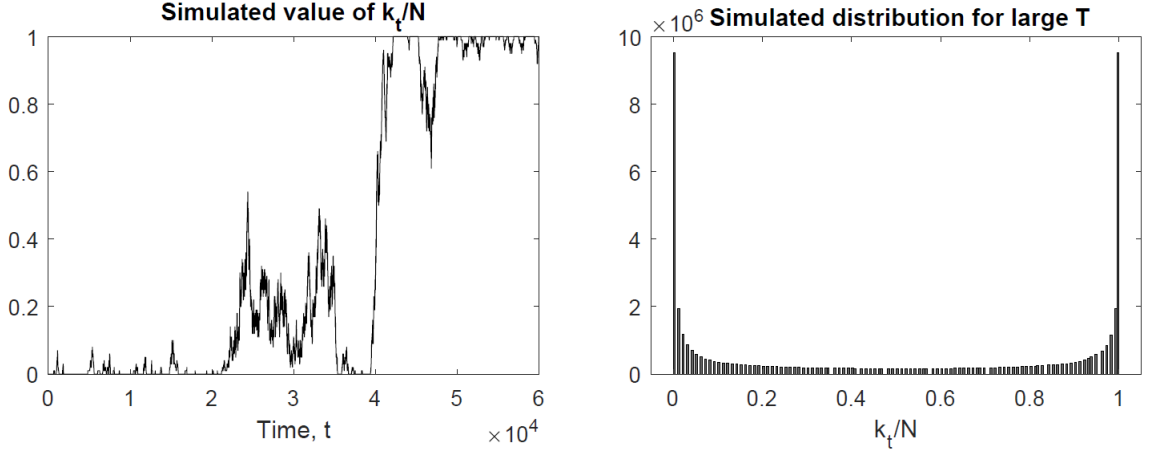 Simulated value of k_t/N
1
0.8
0.6
0.4
0.2
0
0 1 2 3 4 5 6
Time, t
×10^4
×10^6 Simulated distribution for large T
10
8
6
4
2
0
0 0.2 0.4 0.6 0.8 1
k_t/N